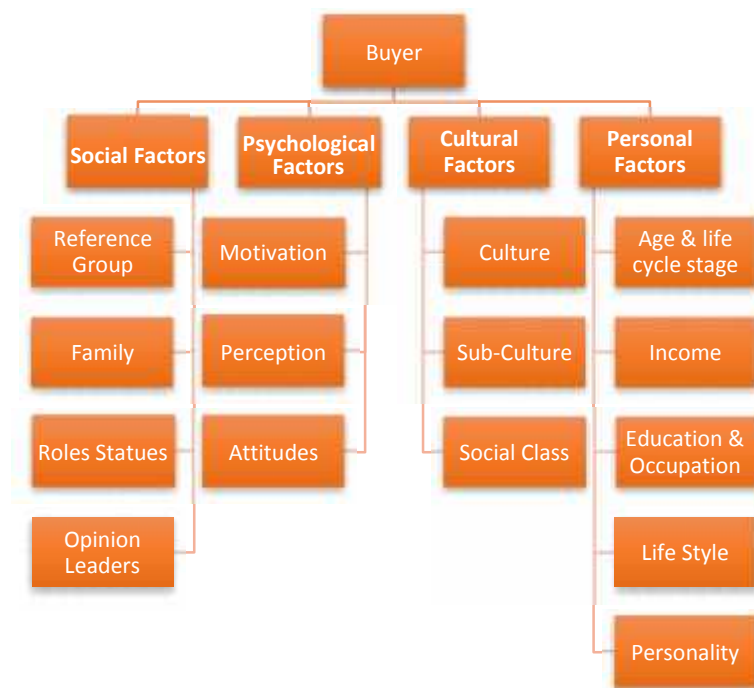 Buyer
Social Factors
Psychological
Factors
Cultural
Factors
Personal
Factors
Reference
Group
Family
Roles Statues
Opinion
Leaders
Motivation
Perception
Attitudes
Culture
Sub-Culture
Social Class
Age & life
cycle stage
Income
Education &
Occupation
Life Style
Personality